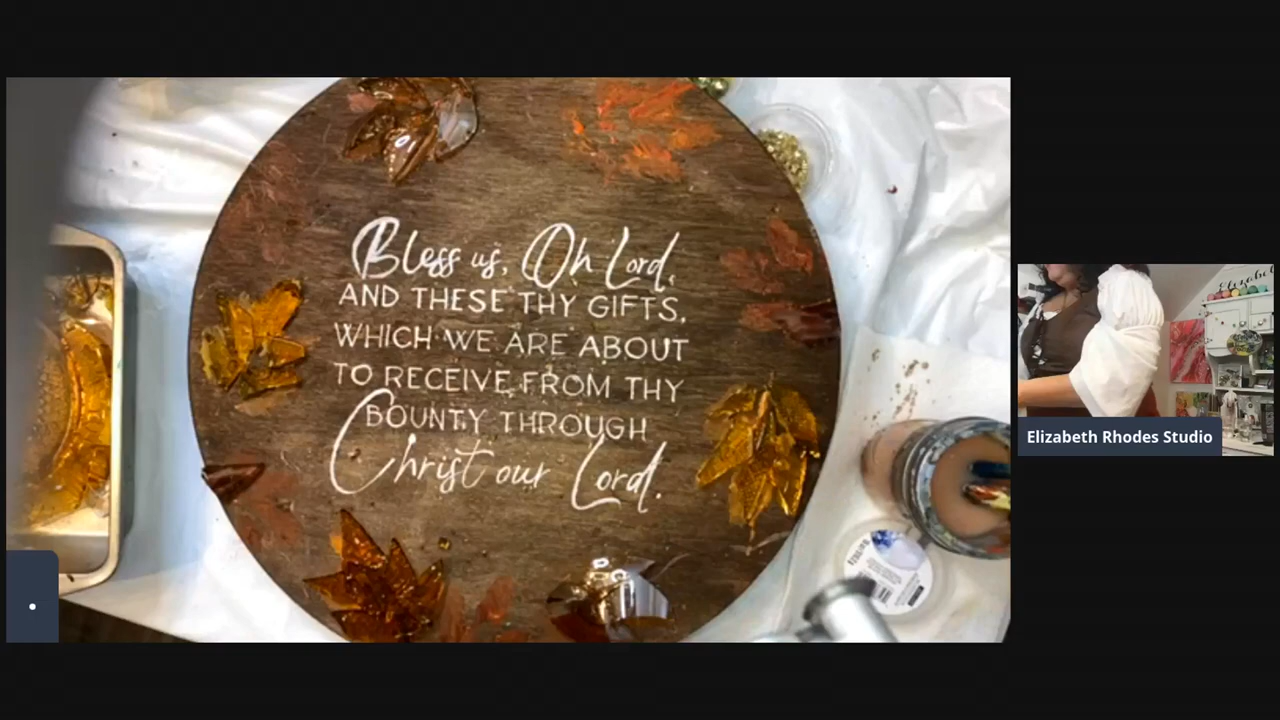 Bless us, Oh Lord,
AND THESE THY GIFTS,
WHICH WE ARE ABOUT
TO RECEIVE FROM THY
BOUNTY THROUGH
Christ our Lord.
Elizabeth Rhodes Studio